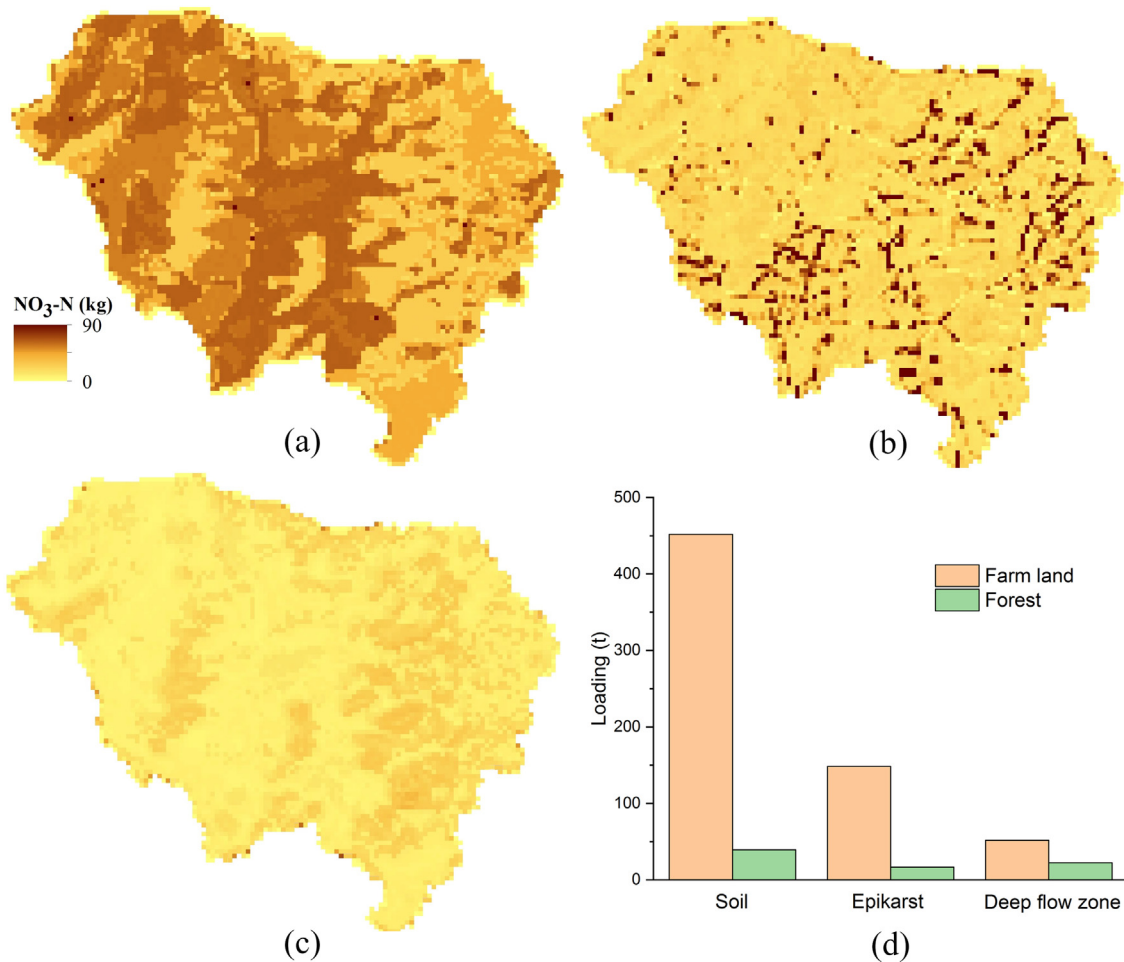 NO3-N (kg)
90
0
(a)
(b)
(c)
500
400
300
200
100
0
Loading (t)
Farm land
Forest
Soil
Epikarst
Deep flow zone
(d)